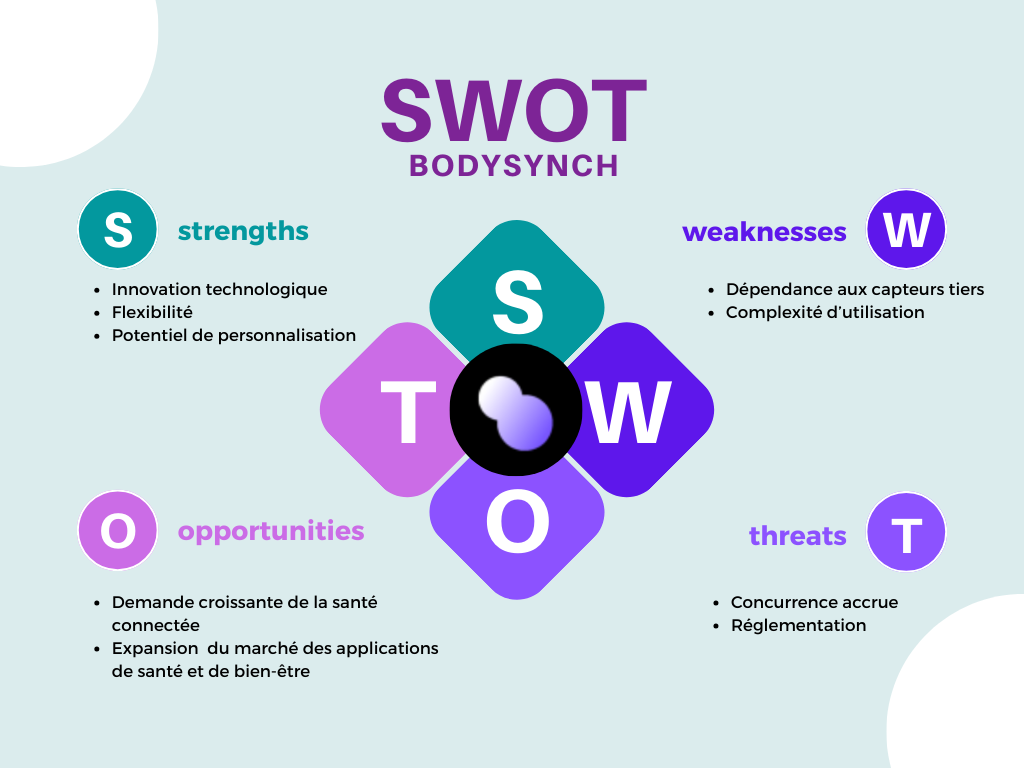 SWOT
BODYSYNCH
S
strengths
• Innovation technologique
• Flexibilité
• Potentiel de personnalisation
weaknesses
W
• Dépendance aux capteurs tiers
• Complexité d'utilisation
S
T
W
O
O
opportunities
• Demande croissante de la santé
connectée
• Expansion  du marché des applications
de santé et de bien-être
threats
T
• Concurrence accrue
• Réglementation